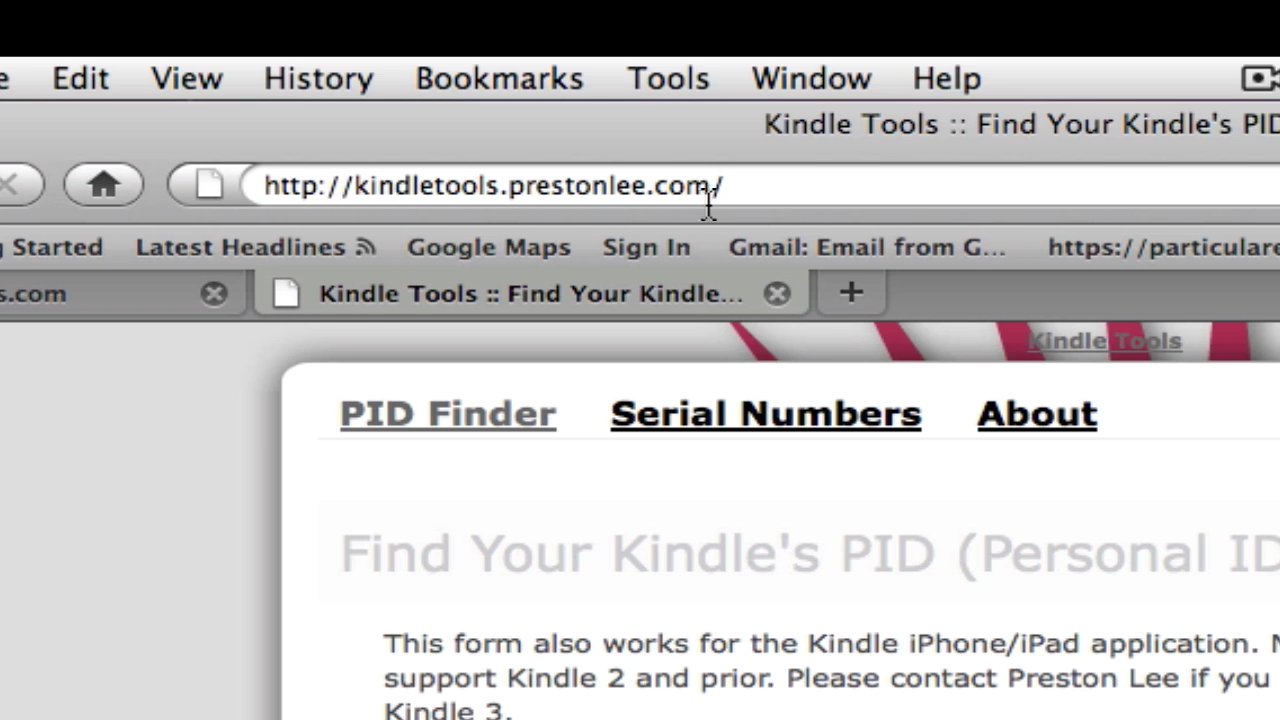 e Edit View History Bookmarks Tools Window Help
Kindle Tools :: Find Your Kindle's PID
http://kindletools.prestonlee.com/
g Started Latest Headlines Google Maps Sign In Gmail: Email from G... https://particulare
s.com Kindle Tools :: Find Your Kindle...
Kindle Tools
PID Finder Serial Numbers About
Find Your Kindle's PID (Personal ID
This form also works for the Kindle iPhone/iPad application. N
support Kindle 2 and prior. Please contact Preston Lee if you
Kindle 3.